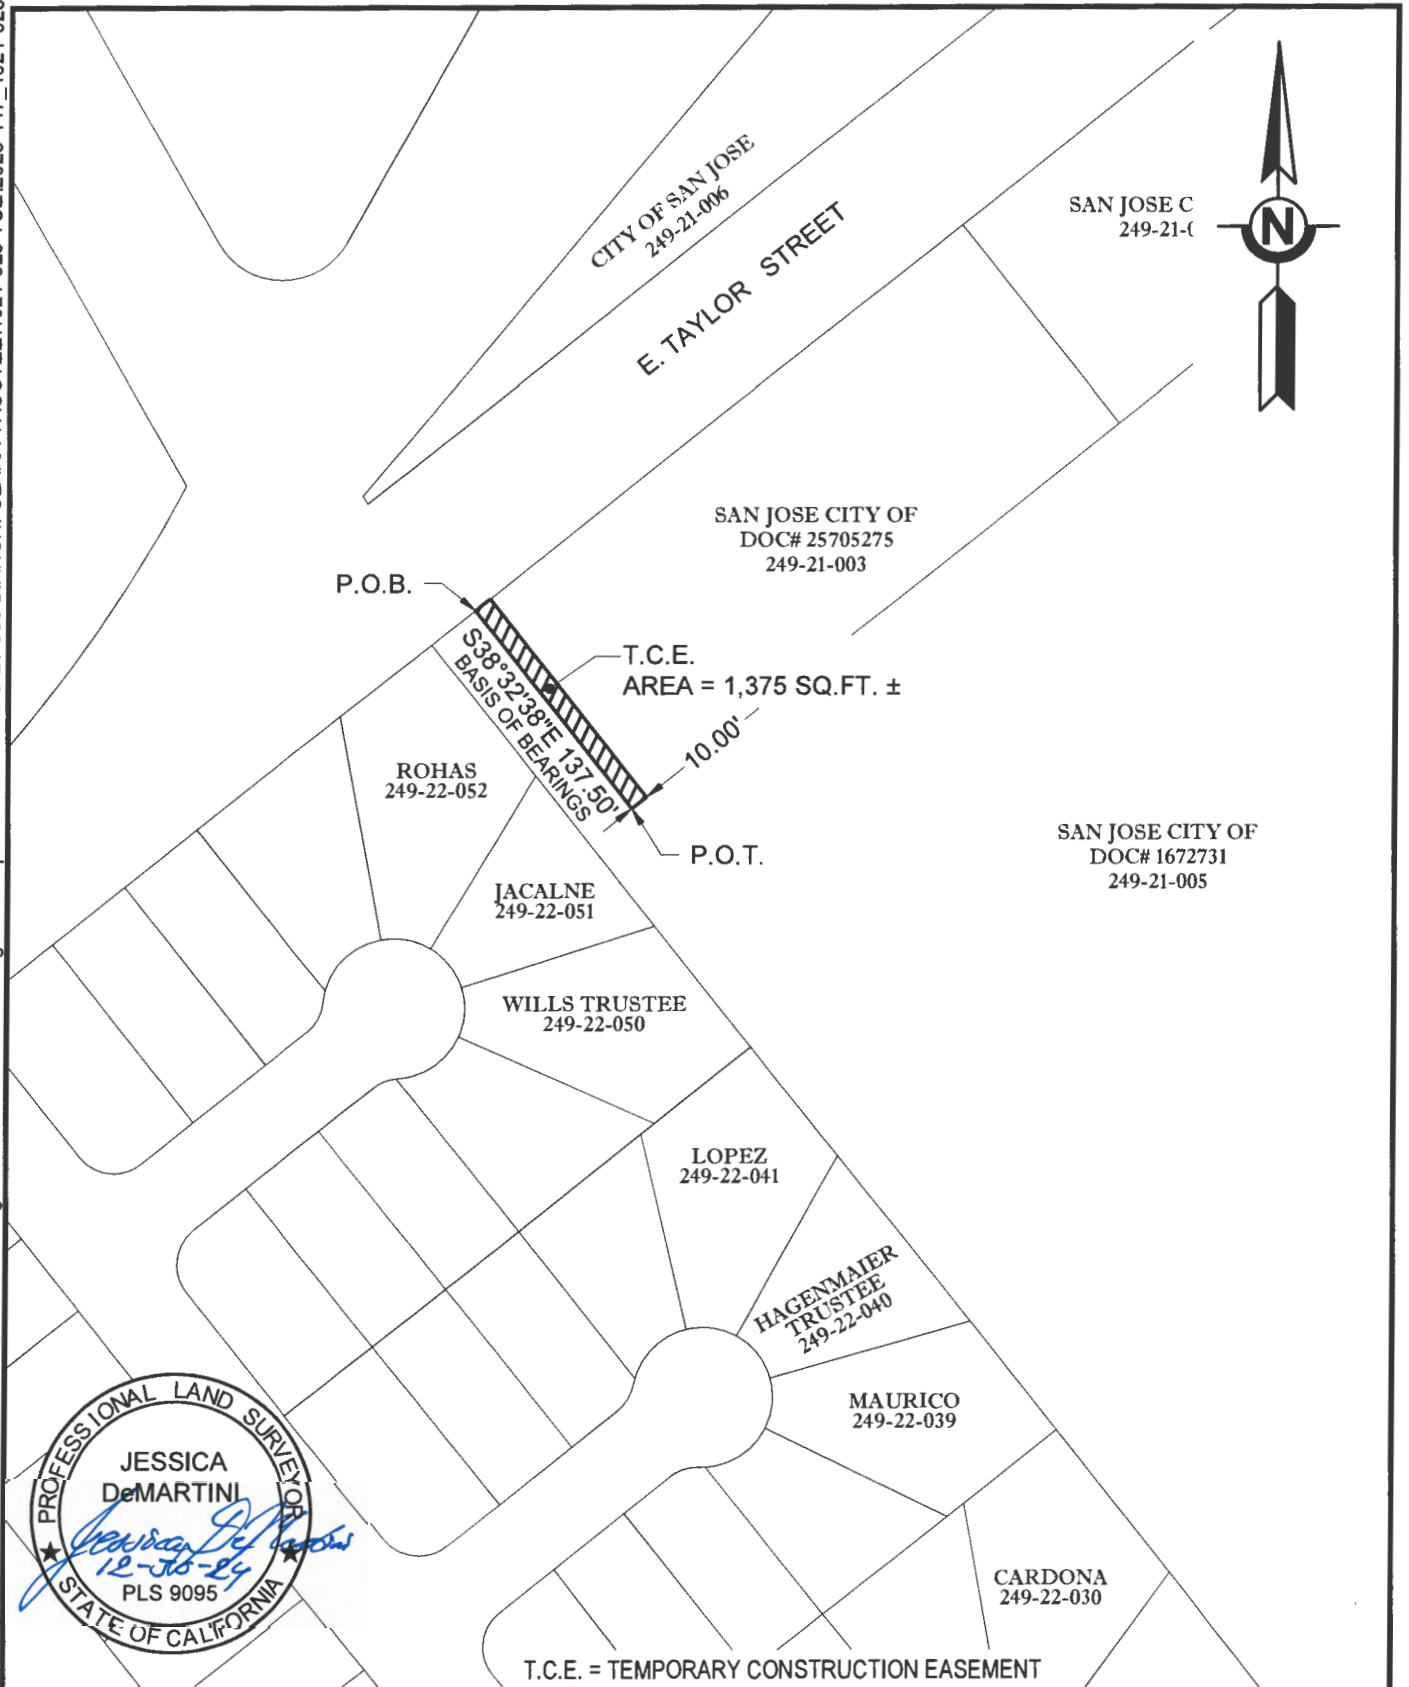 CITY OF SAN JOSE
249-21-006
E. TAYLOR STREET
SAN JOSE C
249-21-(
N
SAN JOSE CITY OF
DOC# 25705275
249-21-003
P.O.B.
S38°32'38"E 137.50'
BASIS OF BEARINGS
T.C.E.
AREA = 1,375 SQ.FT. ±
10.00'
P.O.T.
ROHAS
249-22-052
SAN JOSE CITY OF
DOC# 1672731
249-21-005
JACALNE
249-22-051
WILLS TRUSTEE
249-22-050
LOPEZ
249-22-041
HAGENMAIER
TRUSTEE
249-22-040
MAURICO
249-22-039
CARDONA
249-22-030
PROFESSIONAL LAND SURVEYOR
JESSICA
DeMARTINI
PLS 9095
STATE OF CALIFORNIA
T.C.E. = TEMPORARY CONSTRUCTION EASEMENT